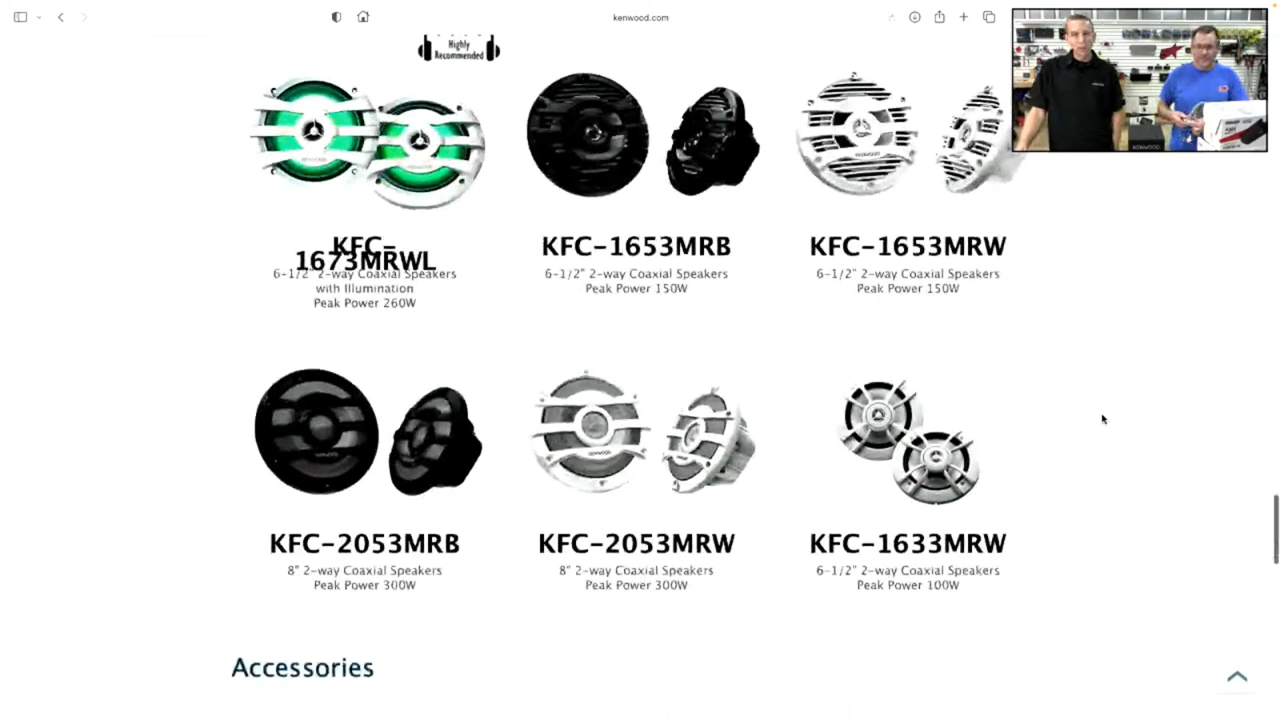 kenwood.com
Highly
Recommended
KFC-
1673MRWL
6-1/2" 2-way Coaxial Speakers
with Illumination
Peak Power 260W
KFC-1653MRB
6-1/2" 2-way Coaxial Speakers
Peak Power 150W
KFC-1653MRW
6-1/2" 2-way Coaxial Speakers
Peak Power 150W
KFC-2053MRB
8" 2-way Coaxial Speakers
Peak Power 300W
KFC-2053MRW
8" 2-way Coaxial Speakers
Peak Power 300W
KFC-1633MRW
6-1/2" 2-way Coaxial Speakers
Peak Power 100W
Accessories
KENWOOD